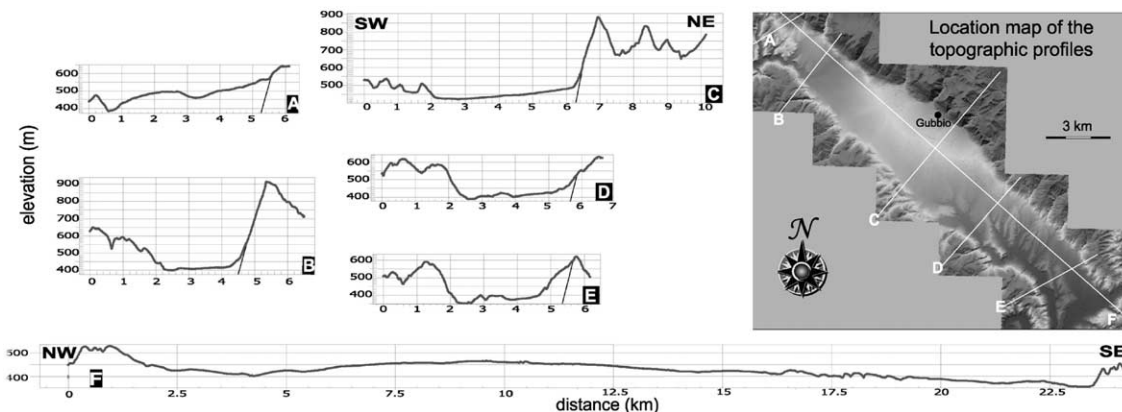 600
500
400
0 1 2 3 4 5 6
A
SW NE
900
800
700
600
500
0 1 2 3 4 5 6 7 8 9 10
C
Location map of the
topographic profiles
A
B
Gubbio
3 km
C
N
D
E
F
elevation (m)
900
800
700
600
500
400
0 1 2 3 4 5 6
B
600
500
400
0 1 2 3 4 5 6 7
D
600
500
400
0 1 2 3 4 5 6
E
NW SE
500
400
F
0 2.5 5 7.5 10 12.5 15 17.5 20 22.5
distance (km)